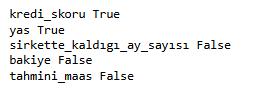 kredi_skoru True
yas True
sirkette_kaldıgı_ay_sayısı False
bakiye False
tahmini_maas False